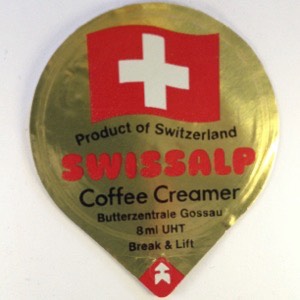 Product of Switzerland
SWISSALP
Coffee Creamer
Butterzentrale Gossau
8ml UHT
Break & Lift